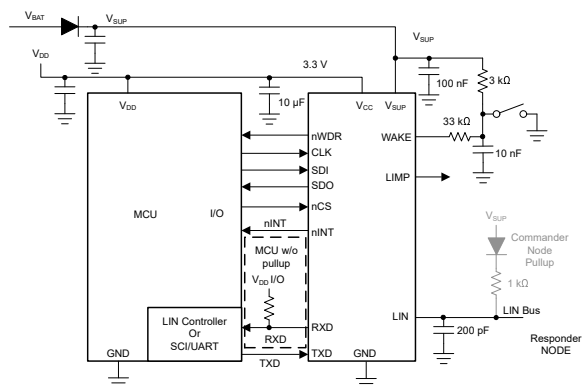 VBAT
VSUP
VSUP
VDD
3.3 V
100 nF
3 kΩ
10 µF
VDD
VCC
VSUP
33 kΩ
nWDR
WAKE
CLK
10 nF
SDI
SDO
LIMP
MCU
I/O
nCS
nINT
nINT
VSUP
MCU w/o
pullup
Commander
Node
Pullup
VDD I/O
1 kΩ
LIN Controller
Or
SCI/UART
LIN
LIN Bus
RXD
RXD
200 pF
Responder
NODE
GND
TXD
TXD
GND